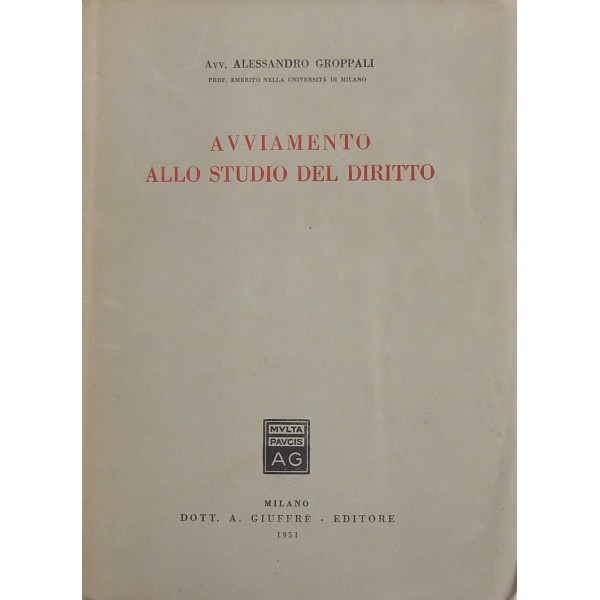 Avv. ALESSANDRO GROPPALI
PROF. EMERITO NELLA UNIVERSITÀ DI MILANO
AVVIAMENTO
ALLO STUDIO DEL DIRITTO
MVLTA
PAVCIS
AG
MILANO
DOTT. A. GIUFFRÈ - EDITORE
1951